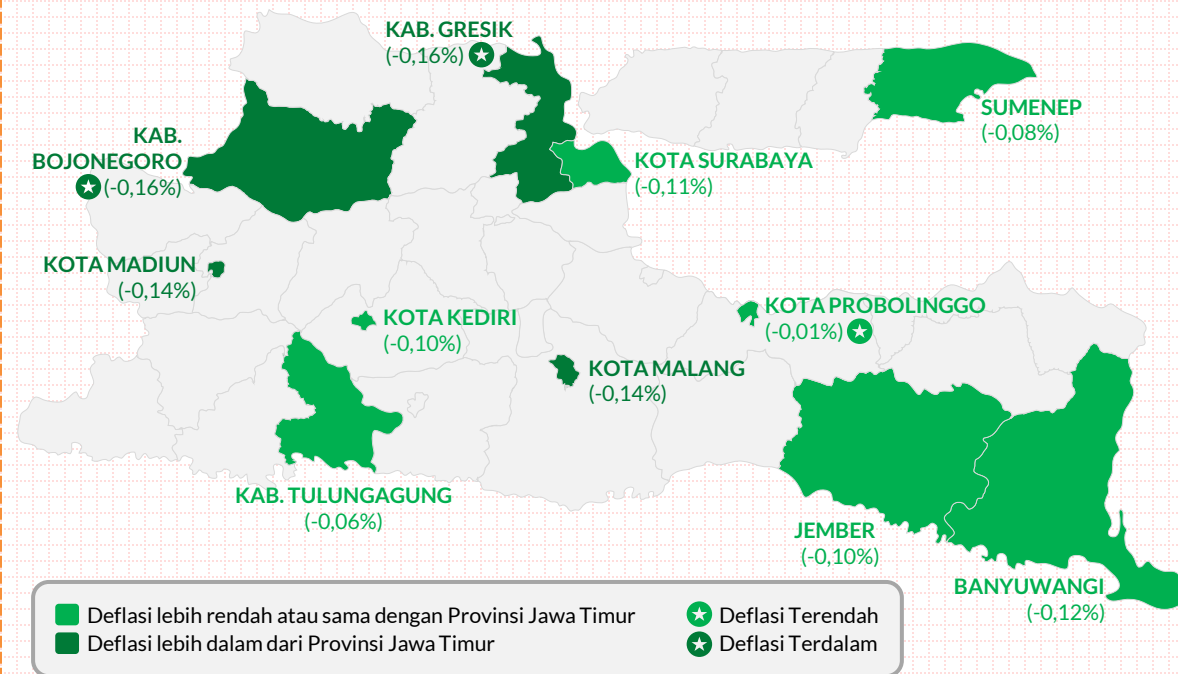 KAB. GRESIK
(-0,16%)
SUMENEP
(-0,08%)
KAB.
BOJONEGORO
(-0,16%)
KOTA SURABAYA
(-0,11%)
KOTA MADIUN
(-0,14%)
KOTA KEDIRI
(-0,10%)
KOTA PROBOLINGGO
(-0,01%)
KOTA MALANG
(-0,14%)
KAB. TULUNGAGUNG
(-0,06%)
JEMBER
(-0,10%)
BANYUWANGI
(-0,12%)
Deflasi lebih rendah atau sama dengan Provinsi Jawa Timur
Deflasi lebih dalam dari Provinsi Jawa Timur
Deflasi Terendah
Deflasi Terdalam